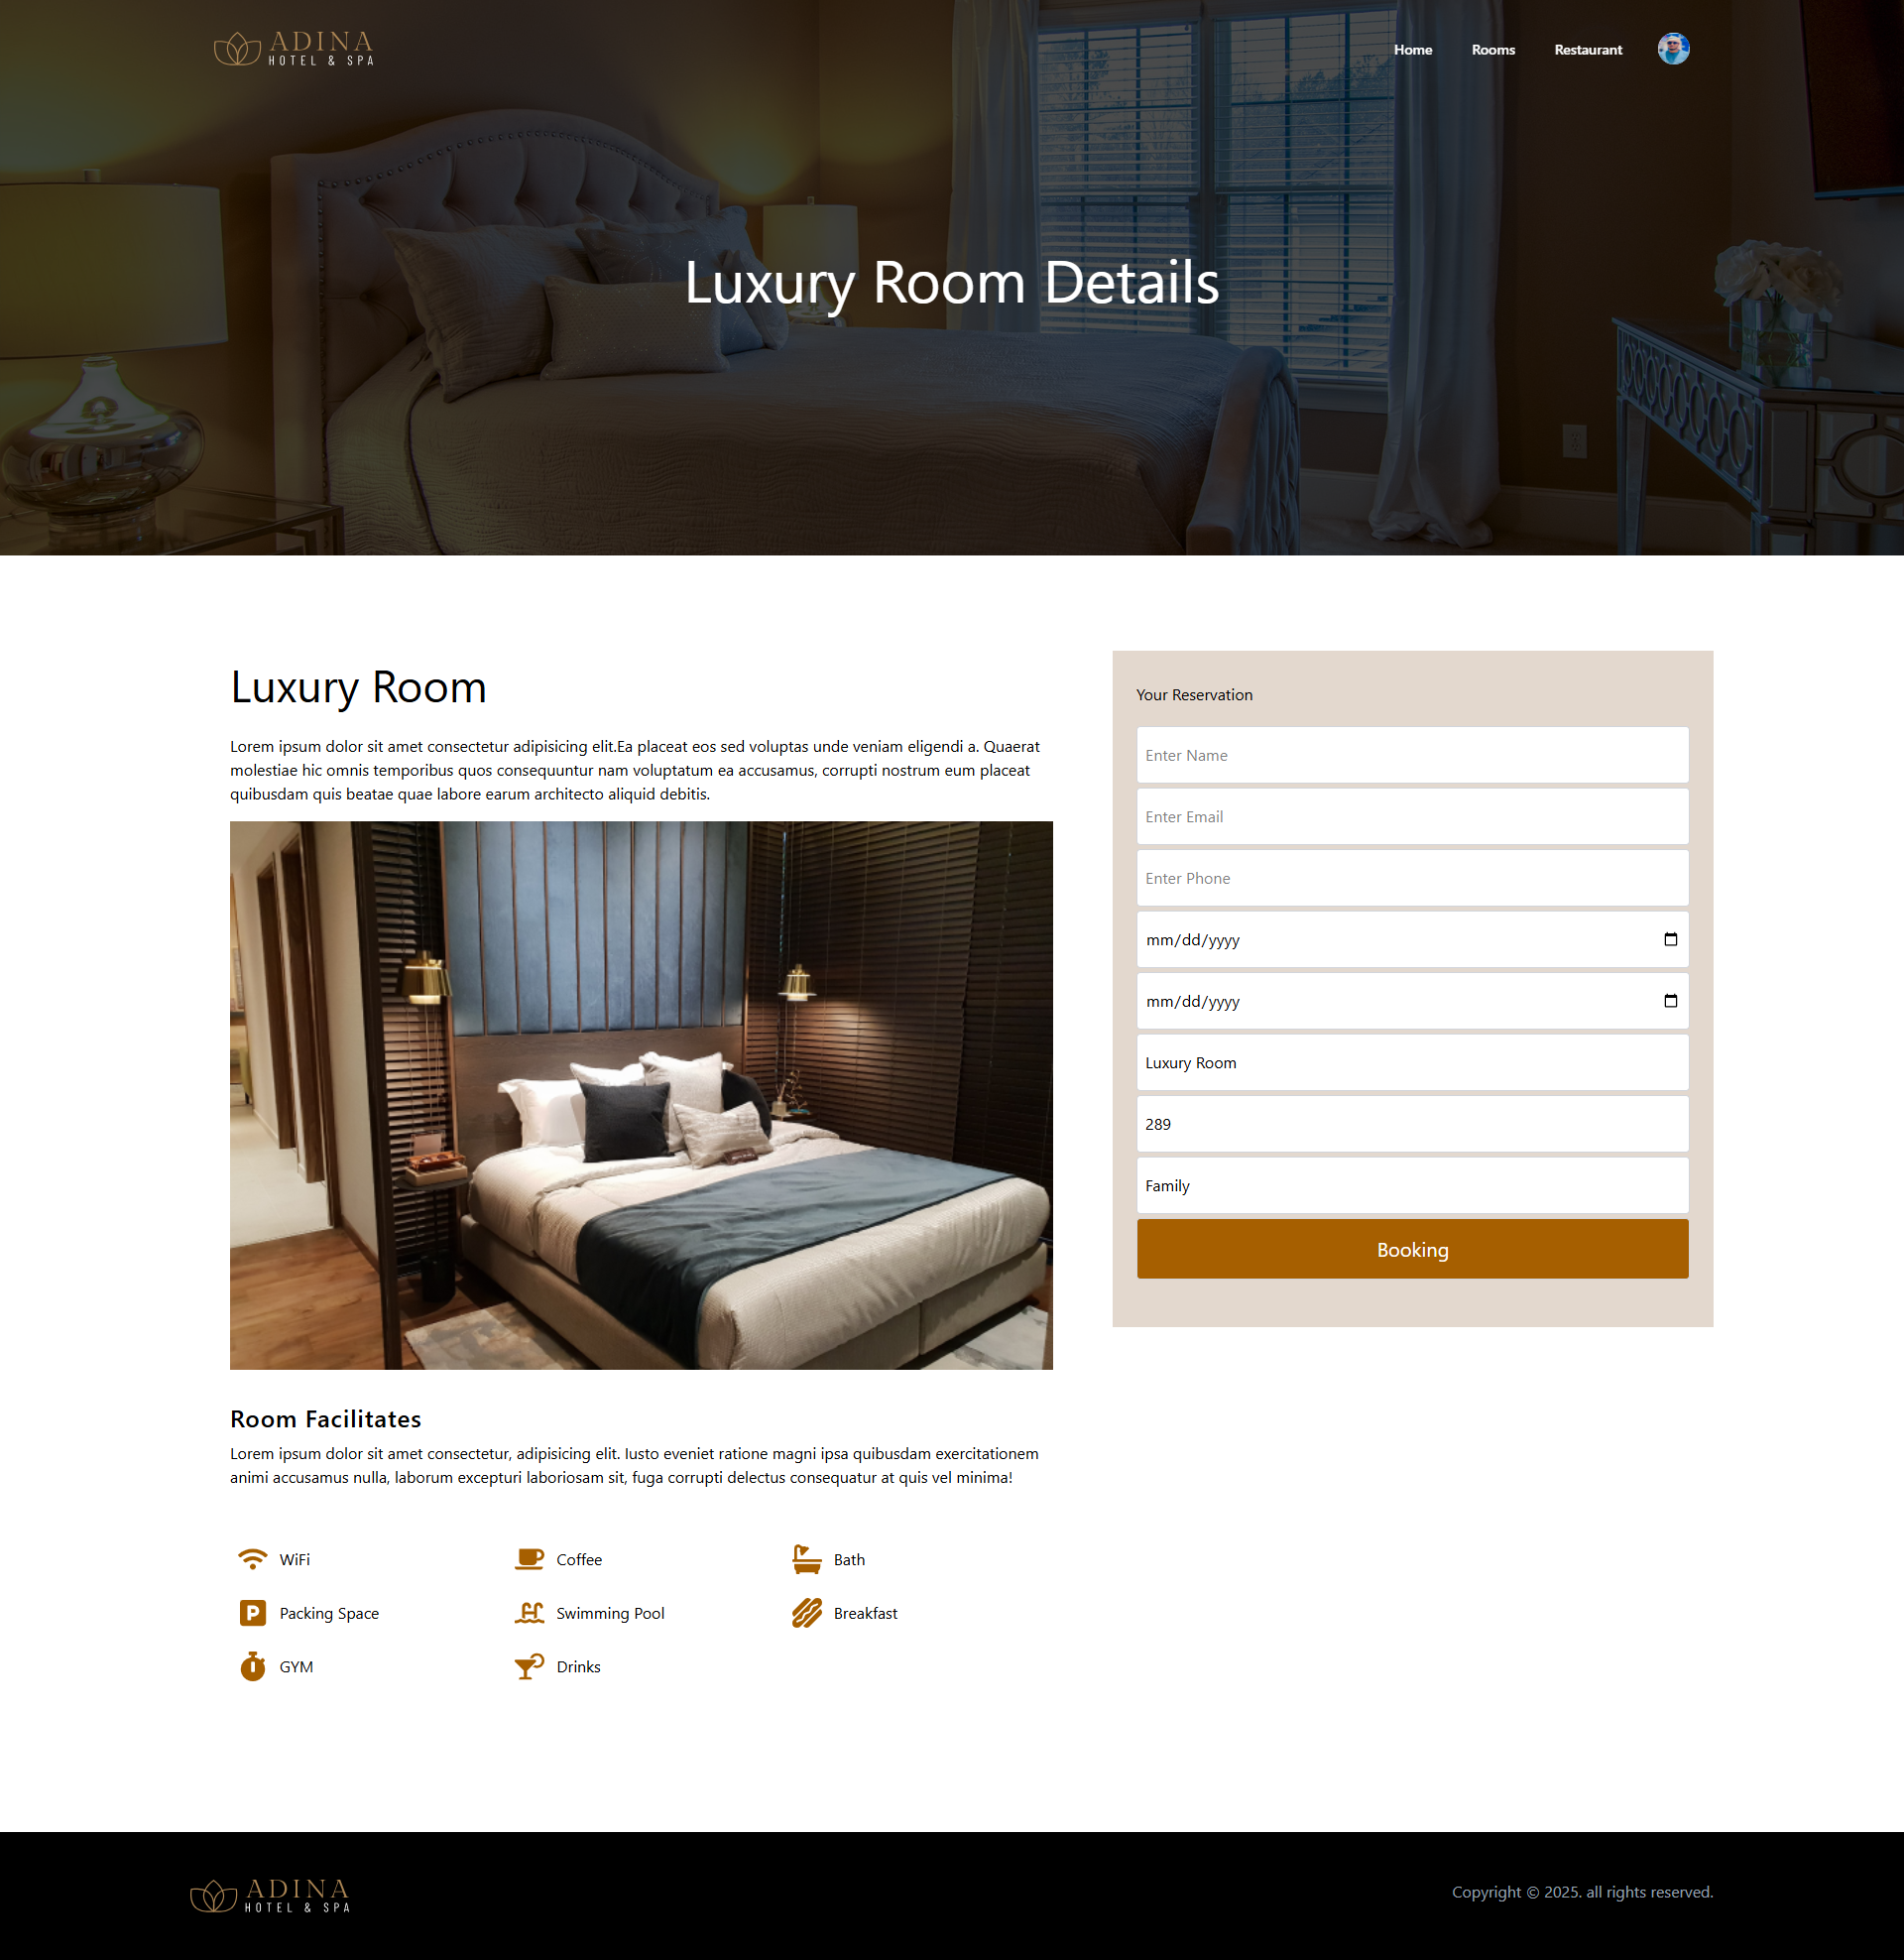 ADINA
HOTEL & SPA
Home
Rooms
Restaurant
Luxury Room Details
Luxury Room
Lorem ipsum dolor sit amet consectetur adipisicing elit.Ea placeat eos sed voluptas unde veniam eligendi a. Quaerat
molestiae hic omnis temporibus quos consequuntur nam voluptatum ea accusamus, corrupti nostrum eum placeat
quibusdam quis beatae quae labore earum architecto aliquid debitis.
Room Facilitates
Lorem ipsum dolor sit amet consectetur, adipisicing elit. Iusto eveniet ratione magni ipsa quibusdam exercitationem
animi accusamus nulla, laborum excepturi laboriosam sit, fuga corrupti delectus consequatur at quis vel minima!
WiFi
Coffee
Bath
P
Packing Space
Swimming Pool
Breakfast
GYM
Drinks
Your Reservation
Enter Name
Enter Email
Enter Phone
mm/dd/yyyy
mm/dd/yyyy
Luxury Room
289
Family
Booking
ADINA
HOTEL & SPA
Copyright © 2025. all rights reserved.